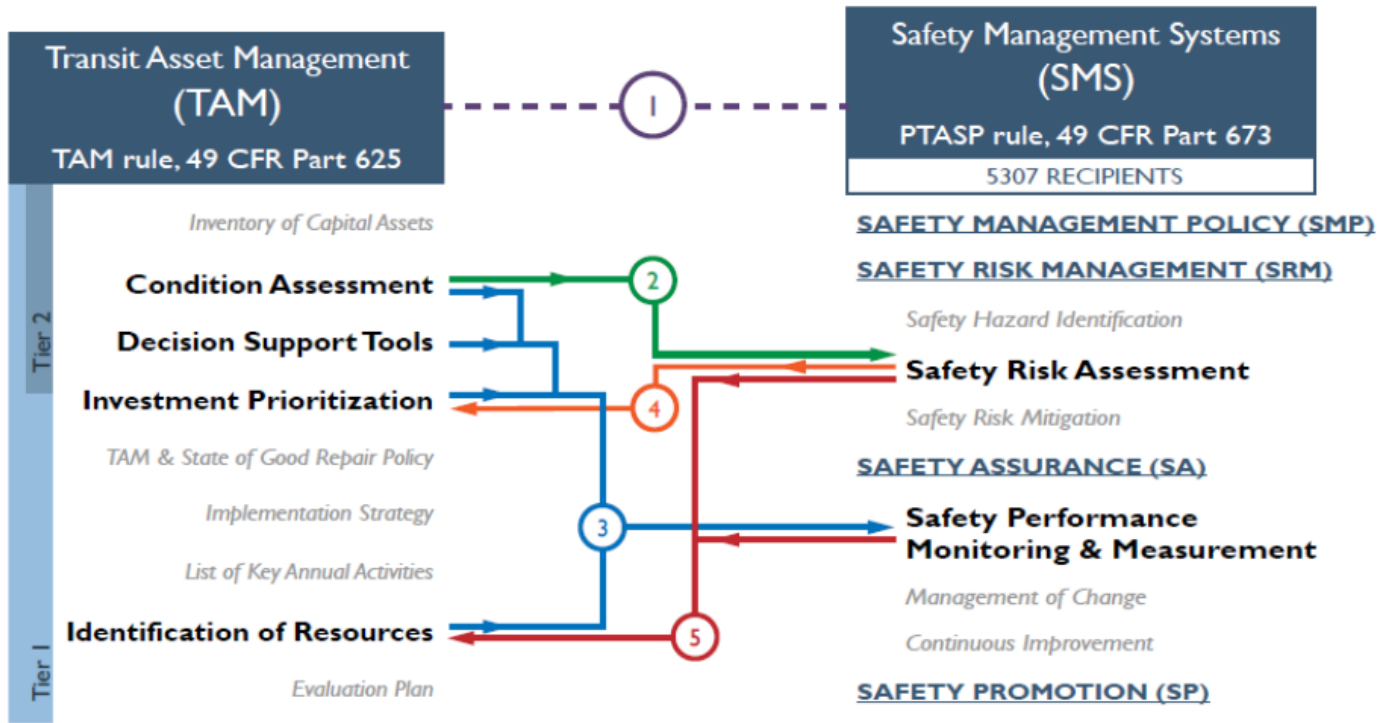 Transit Asset Management
(TAM)
TAM rule, 49 CFR Part 625
1
Safety Management Systems
(SMS)
PTASP rule, 49 CFR Part 673
5307 RECIPIENTS
Tier 2
Tier 1
Inventory of Capital Assets
Condition Assessment
Decision Support Tools
Investment Prioritization
TAM & State of Good Repair Policy
Implementation Strategy
List of Key Annual Activities
Identification of Resources
Evaluation Plan
2
4
3
5
SAFETY MANAGEMENT POLICY (SMP)
SAFETY RISK MANAGEMENT (SRM)
Safety Hazard Identification
Safety Risk Assessment
Safety Risk Mitigation
SAFETY ASSURANCE (SA)
Safety Performance
Monitoring & Measurement
Management of Change
Continuous Improvement
SAFETY PROMOTION (SP)